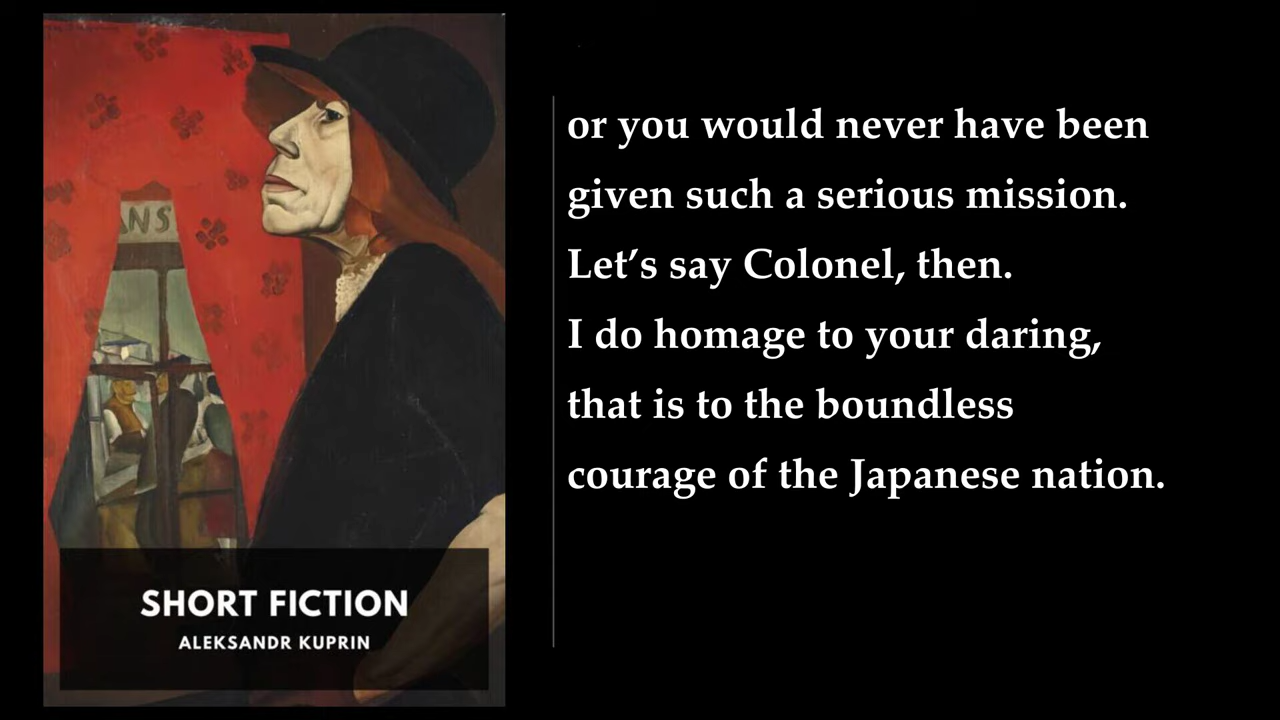 NS
SHORT FICTION
ALEKSANDR KUPRIN
or you would never have been
given such a serious mission.
Let’s say Colonel, then.
I do homage to your daring,
that is to the boundless
courage of the Japanese nation.